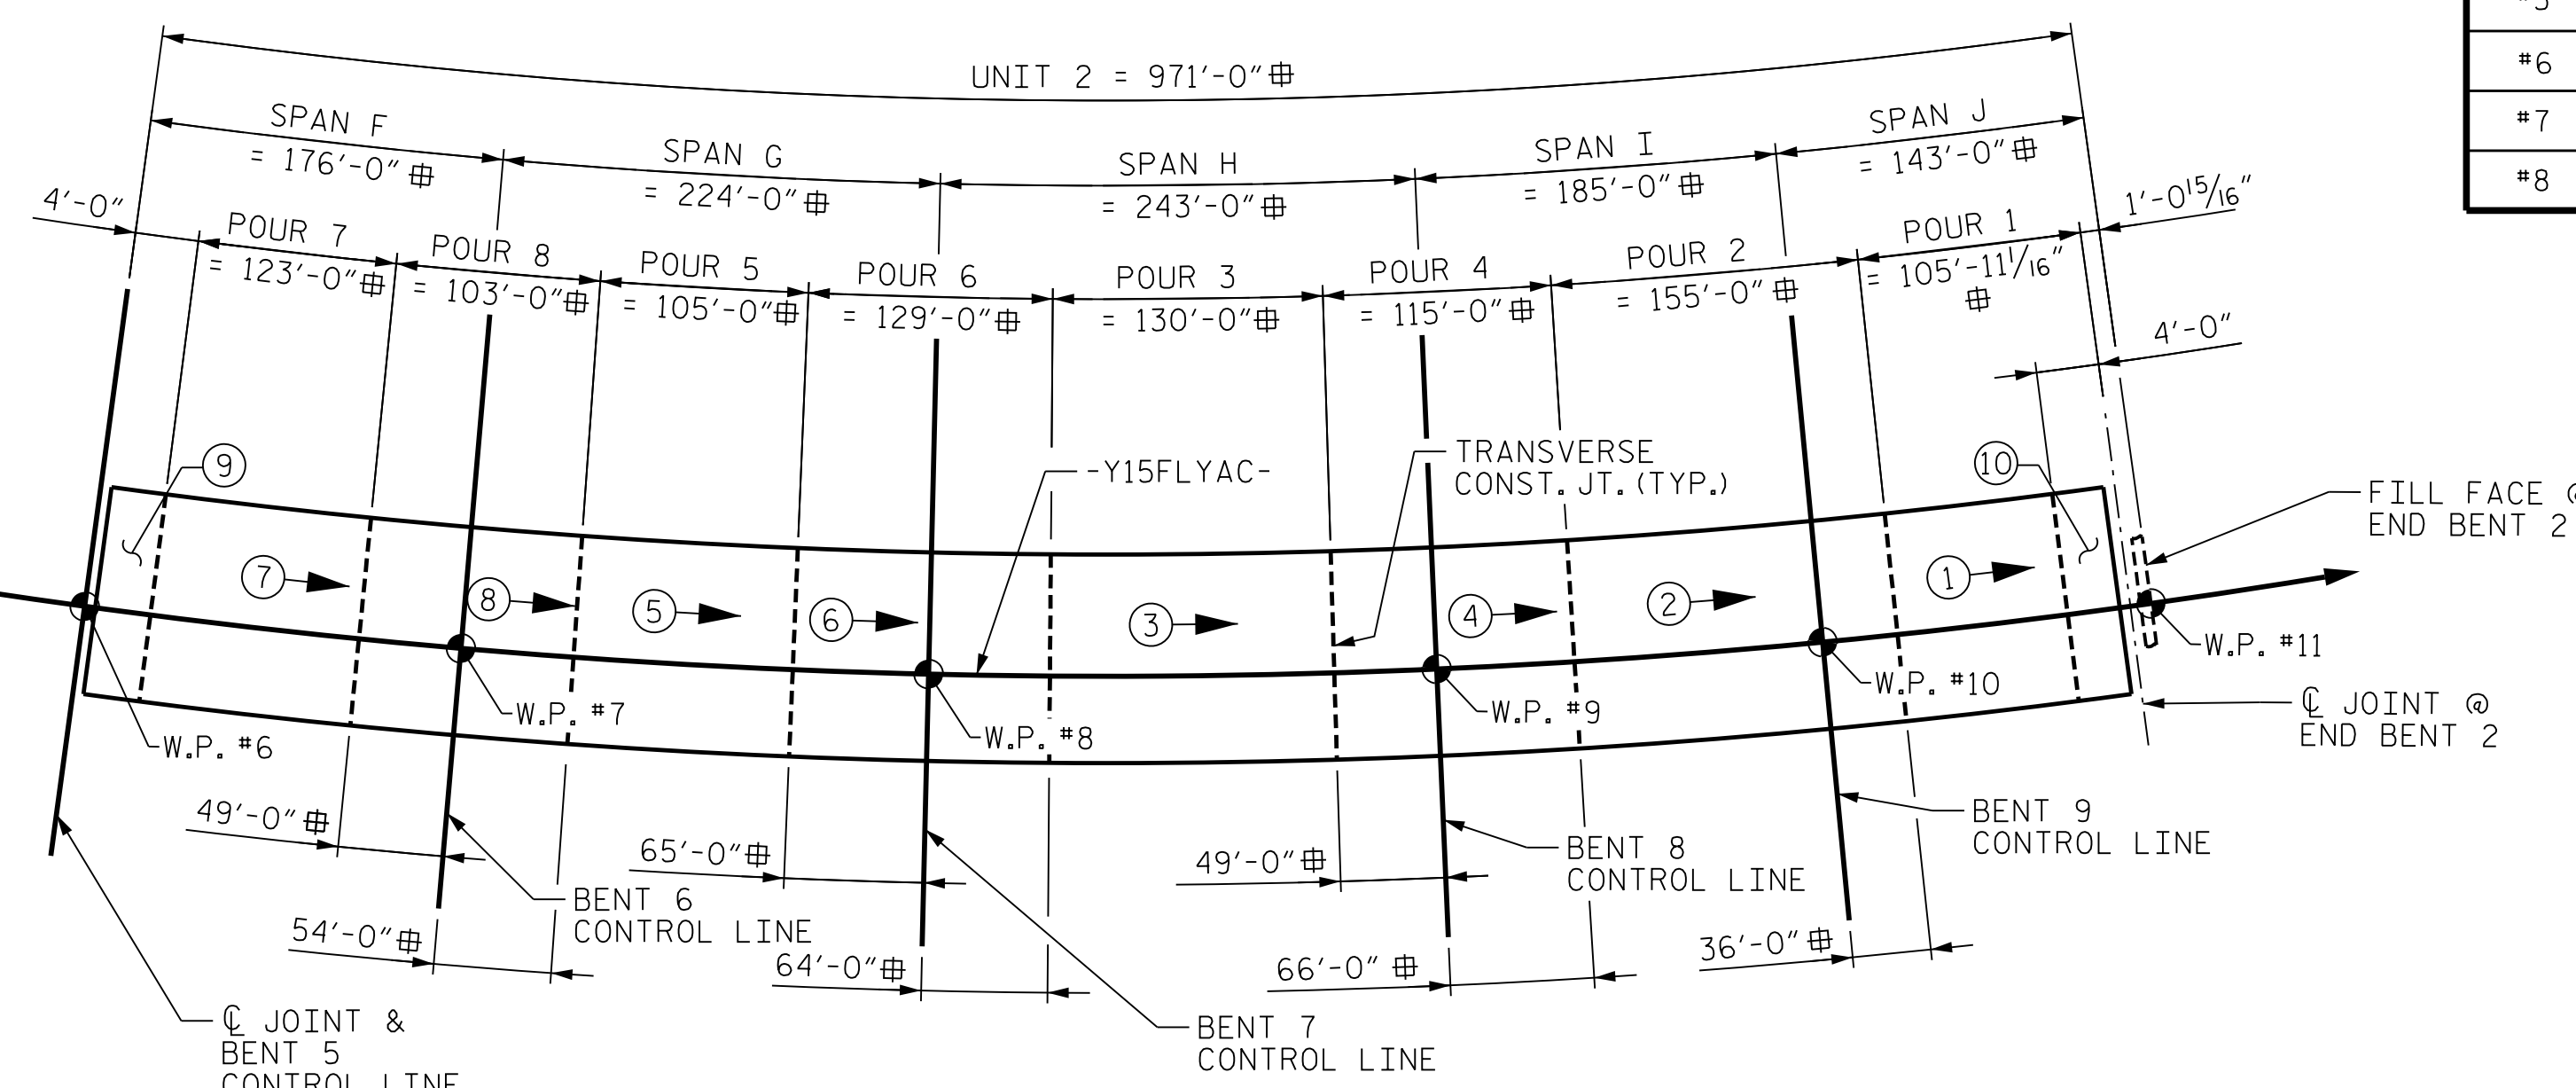 UNIT 2 = 971'-0"⌗
SPAN F
= 176'-0"⌗
SPAN G
= 224'-0"⌗
SPAN H
= 243'-0"⌗
SPAN I
= 185'-0"⌗
SPAN J
= 143'-0"⌗
#6
#7
#8
4'-0"
POUR 7
= 123'-0"⌗
POUR 8
= 103'-0"⌗
POUR 5
= 105'-0"⌗
POUR 6
= 129'-0"⌗
POUR 3
= 130'-0"⌗
POUR 4
= 115'-0"⌗
POUR 2
= 155'-0"⌗
POUR 1
= 105'-11 1/16"
⌗
1'-0 15/16"
4'-0"
9
-Y15FLYAC-
TRANSVERSE
CONST. JT. (TYP.)
10
FILL FACE @
END BENT 2
7
8
5
6
3
4
2
1
W.P. #6
W.P. #7
W.P. #8
W.P. #9
W.P. #10
W.P. #11
℄ JOINT @
END BENT 2
49'-0"⌗
65'-0"⌗
49'-0"⌗
BENT 9
CONTROL LINE
BENT 8
CONTROL LINE
BENT 6
CONTROL LINE
54'-0"⌗
64'-0"⌗
66'-0"⌗
36'-0"⌗
℄ JOINT &
BENT 5
CONTROL LINE
BENT 7
CONTROL LINE